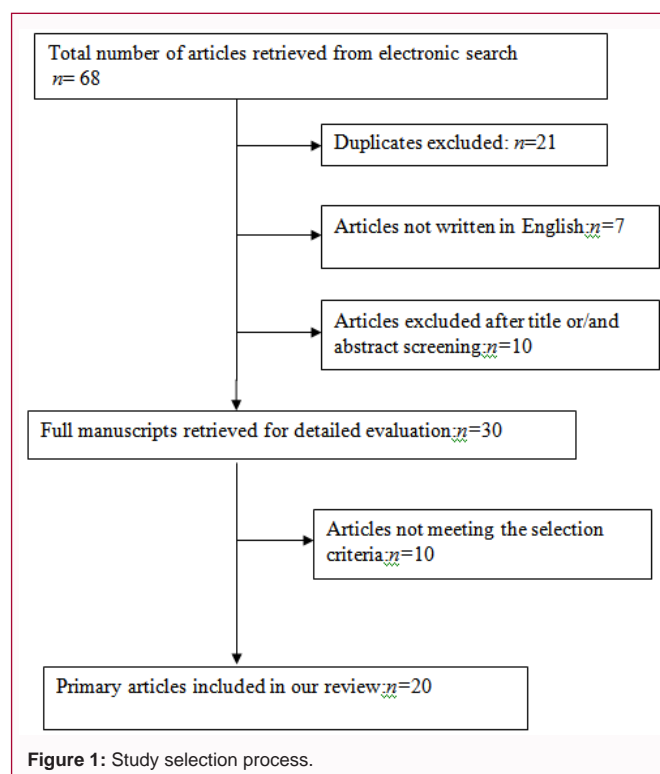 Total number of articles retrieved from electronic search
n= 68
Duplicates excluded: n=21
Articles not written in English:n=7
Articles excluded after title or/and
abstract screening:n=10
Full manuscripts retrieved for detailed evaluation:n=30
Articles not meeting the selection
criteria:n=10
Primary articles included in our review:n=20
Figure 1: Study selection process.